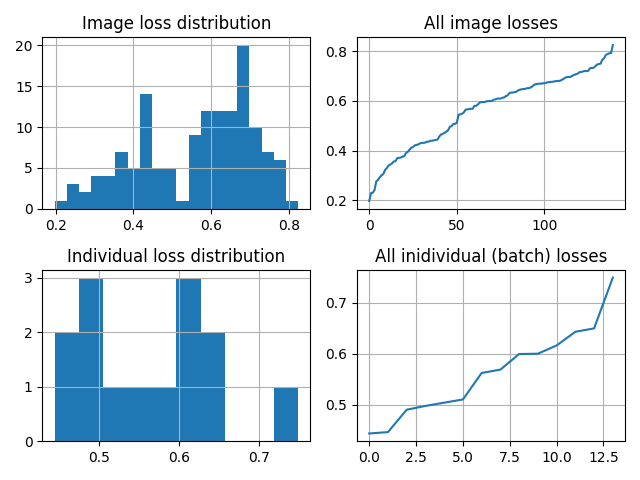 Image loss distribution
20
15
10
5
0
0.2 0.4 0.6 0.8
All image losses
0.8
0.6
0.4
0.2
0 50 100
Individual loss distribution
3
2
1
0
0.5 0.6 0.7
All inidividual (batch) losses
0.7
0.6
0.5
0.0 2.5 5.0 7.5 10.0 12.5